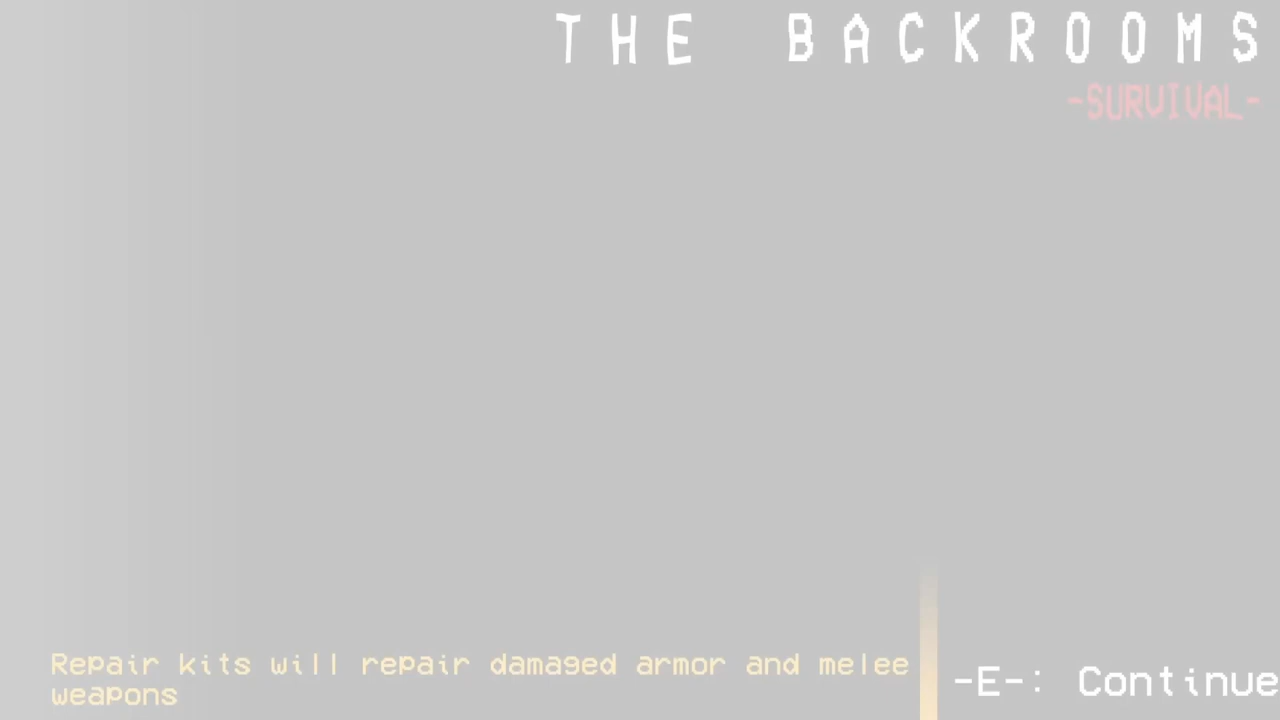 THE BACKROOMS
-SURVIVAL-
Repair kits will repair damaged armor and melee
weapons
-E-: Continue